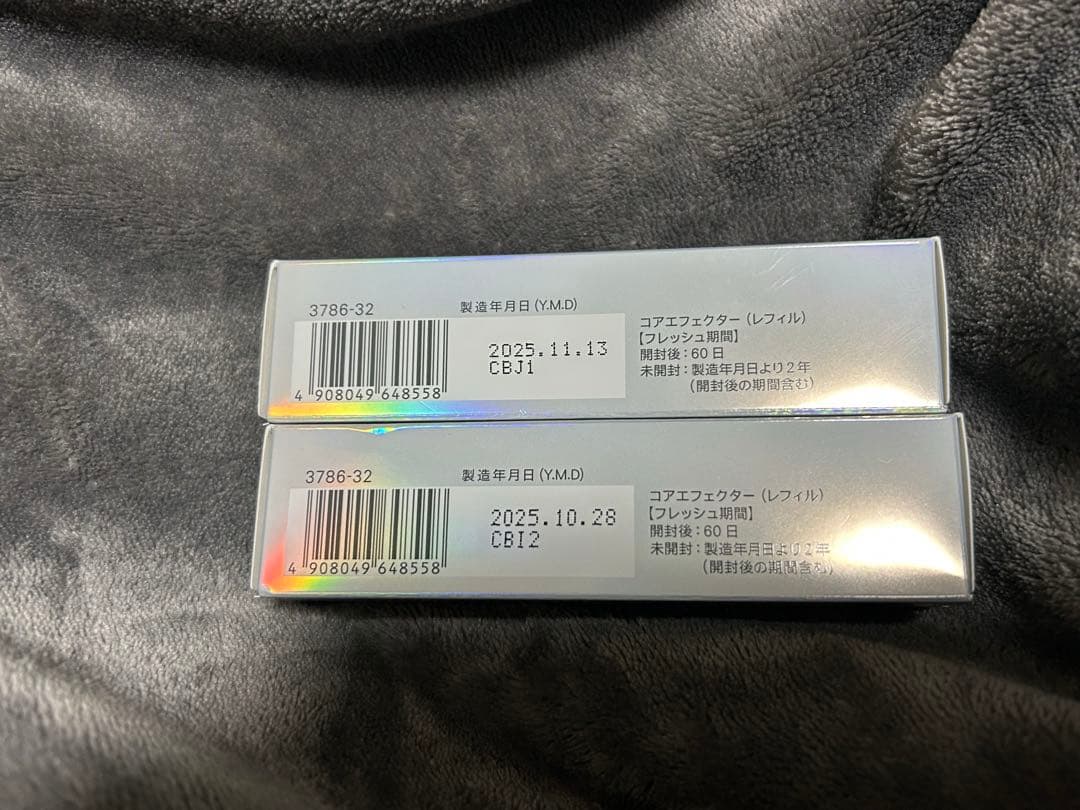 3786-32
製造年月日(Y.M.D)
2025.11.13
CBJ1
4 908049 648558
コアエフェクター(レフィル)
【フレッシュ期間】
開封後:60日
未開封:製造年月日より2年
(開封後の期間含む)
3786-32
製造年月日(Y.M.D)
2025.10.28
CBI2
4 908049 648558
コアエフェクター(レフィル)
【フレッシュ期間】
開封後:60日
未開封:製造年月日より2年
(開封後の期間含む)